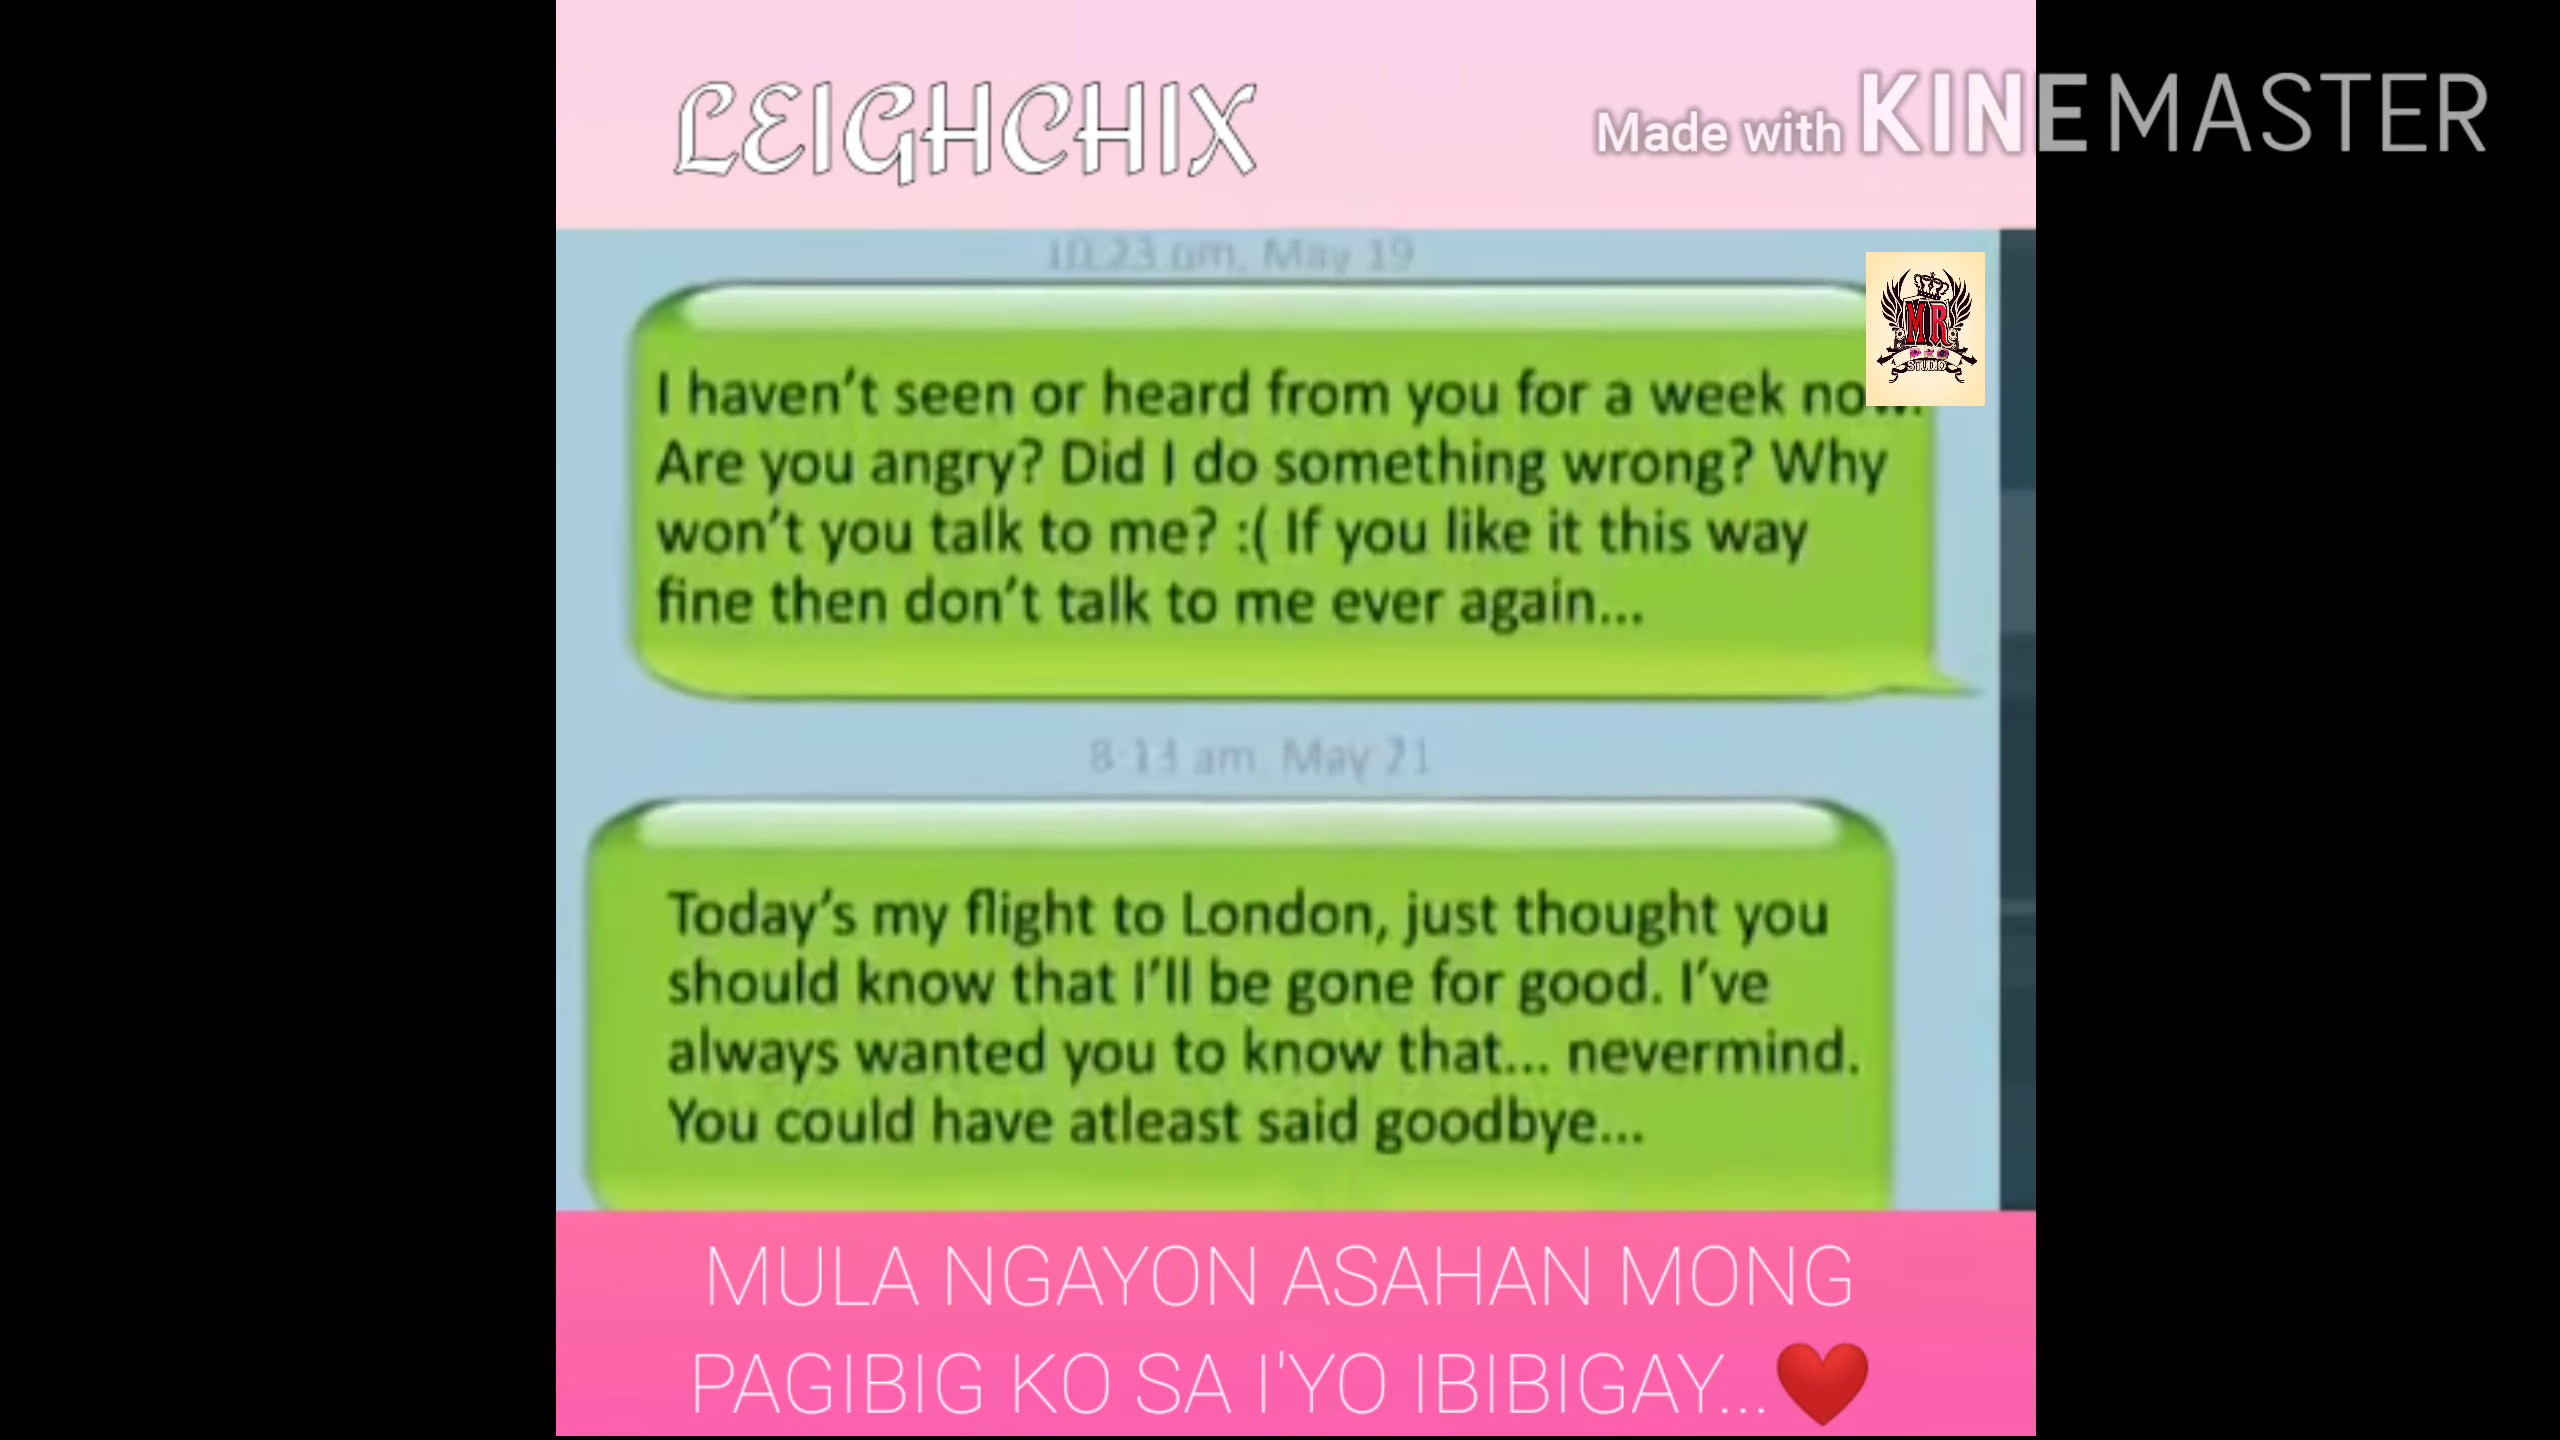 LEIGHCHIX
Made with KINEMASTER
10:23 pm, May 19
MR
STUDIO
I haven't seen or heard from you for a week now.
Are you angry? Did I do something wrong? Why
won't you talk to me? :( If you like it this way
fine then don't talk to me ever again...
8:13 am, May 21
Today's my flight to London, just thought you
should know that I'll be gone for good. I've
always wanted you to know that... nevermind.
You could have atleast said goodbye...
MULA NGAYON ASAHAN MONG
PAGIBIG KO SA I'YO IBIBIGAY...❤️